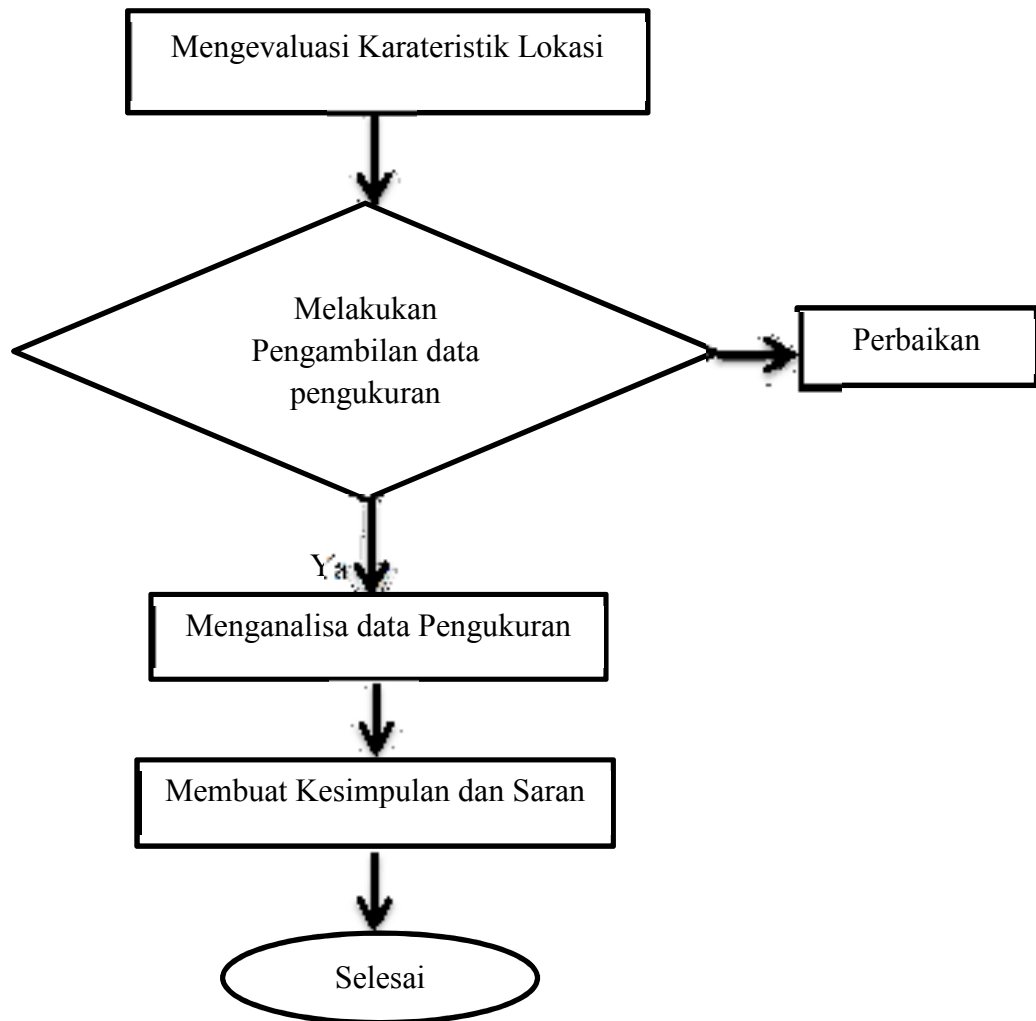 Mengevaluasi Karateristik Lokasi
Melakukan
Pengambilan data
pengukuran
Perbaikan
Ya
Menganalisa data Pengukuran
Membuat Kesimpulan dan Saran
Selesai